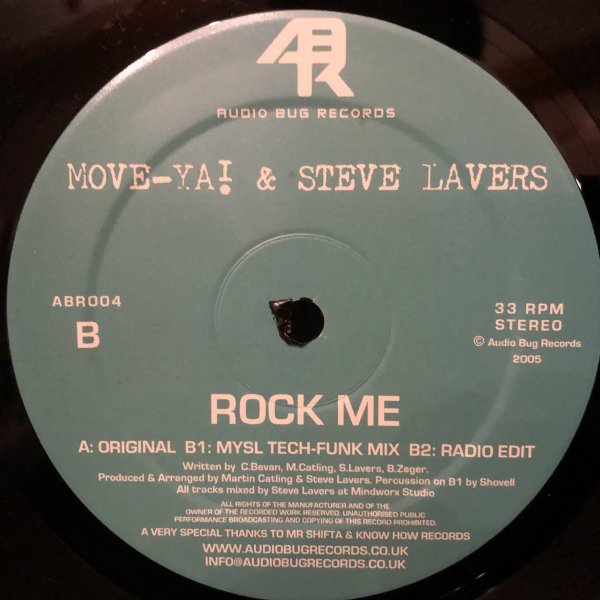 ABR
AUDIO BUG RECORDS
MOVE-YA! & STEVE LAVERS
ABR004
B
33 RPM
STEREO
© Audio Bug Records
2005
ROCK ME
A: ORIGINAL B1: MYSL TECH-FUNK MIX B2: RADIO EDIT
Written by C.Bevan, M.Catling, S.Lavers, B.Zeger.
Produced & Arranged by Martin Catling & Steve Lavers. Percussion on B1 by Shovell
All tracks mixed by Steve Lavers at Mindworx Studio
ALL RIGHTS OF THE MANUFACTURER AND OF THE
OWNER OF THE RECORDED WORK RESERVED. UNAUTHORISED PUBLIC
PERFORMANCE BROADCASTING AND COPYING OF THIS RECORD PROHIBITED.
A VERY SPECIAL THANKS TO MR SHIFTA & KNOW HOW RECORDS
WWW.AUDIOBUGRECORDS.CO.UK
INFO@AUDIOBUGRECORDS.CO.UK